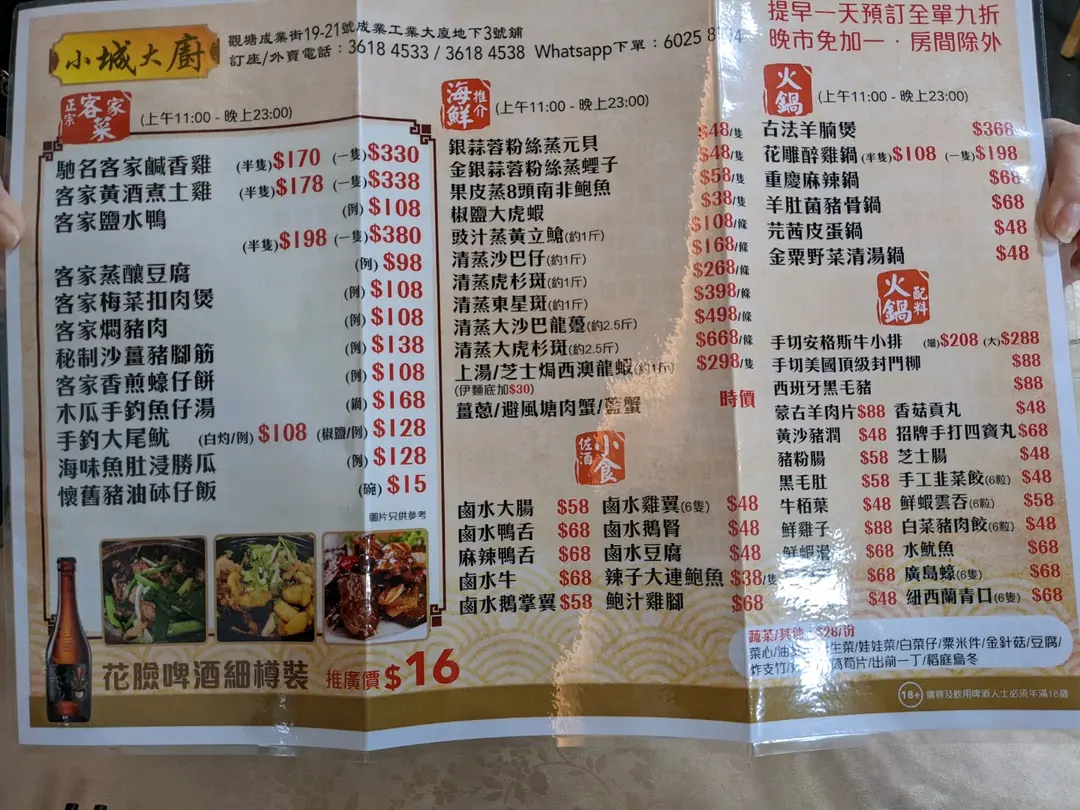 小城大廚
觀塘成業街19-21號成業工業大廈地下3號舖
訂座/外賣電話：3618 4533 / 3618 4538 Whatsapp下單：6025
正宗 客家菜 (上午11:00 - 晚上23:00)
馳名客家鹹香雞 (半隻)$170 (一隻)$330
客家黃酒煮土雞 (半隻)$178 (一隻)$338
客家鹽水鴨 (例)$108
(半隻)$198 (一隻)$380
客家蒸釀豆腐 (例)$98
客家梅菜扣肉煲 (例)$108
客家燜豬肉 (例)$108
秘制沙薑豬腳筋 (例)$138
客家香煎蠔仔餅 (例)$108
木瓜手釣魚仔湯 (鍋)$168
手釣大尾魷 (白灼/例)$108 (椒鹽/例)$128
海味魚肚浸勝瓜 (例)$128
懷舊豬油砵仔飯 (碗)$15
圖片只供參考
花臉啤酒細樽裝 推廣價$16
海鮮 推介 (上午11:00 - 晚上23:00)
銀蒜蓉粉絲蒸元貝 $48/隻
金銀蒜蓉粉絲蒸蟶子 $48/隻
果皮蒸8頭南非鮑魚 $58/隻
椒鹽大虎蝦 $38/隻
豉汁蒸黃立鯧(約1斤) $108/條
清蒸沙巴仔(約1斤) $168/條
清蒸虎杉斑(約1斤) $268/條
清蒸東星斑(約1斤) $398/條
清蒸大沙巴龍躉(約2.5斤) $498/條
清蒸大虎杉斑(約2.5斤) $668/條
上湯/芝士焗西澳龍蝦(約1斤) $298/隻
(伊麵底加$30)
薑蔥/避風塘肉蟹/藍蟹 時價
佐酒 小食
鹵水大腸 $58 鹵水雞翼(6隻) $48
鹵水鴨舌 $68 鹵水鵝腎 $48
麻辣鴨舌 $68 鹵水豆腐 $48
鹵水牛 $68 辣子大連鮑魚 $38/隻
鹵水鵝掌翼 $58 鮑汁雞腳 $68
提早一天預訂全單九折
晚市免加一 · 房間除外
火鍋 (上午11:00 - 晚上23:00)
古法羊腩煲 $368
花雕醉雞鍋 (半隻)$108 (一隻)$198
重慶麻辣鍋 $68
羊肚菌豬骨鍋 $68
芫茜皮蛋鍋 $48
金粟野菜清湯鍋 $48
火鍋 配料
手切安格斯牛小排 $208 (大)$288
手切美國頂級封門柳 $88
西班牙黑毛豬 $88
蒙古羊肉片 $88 香菇貢丸 $48
黃沙豬潤 $48 招牌手打四寶丸 $68
豬粉腸 $58 芝士腸 $48
黑毛肚 $58 手工韭菜餃(6粒) $48
牛栢葉 $48 鮮蝦雲吞(6粒) $58
鮮雞子 $88 白菜豬肉餃(6粒) $48
鮮蝦滑 $68 水魷魚 $68
$68 廣島蠔(6隻) $68
$48 紐西蘭青口(6隻) $68
蔬菜/其他：$28/份
菜心/油 生菜/娃娃菜/白菜仔/粟米件/金針菇/豆腐/
炸支竹/ 筍片/出前一丁/稻庭烏冬
18+ 購買及飲用啤酒人士必須年滿18歲